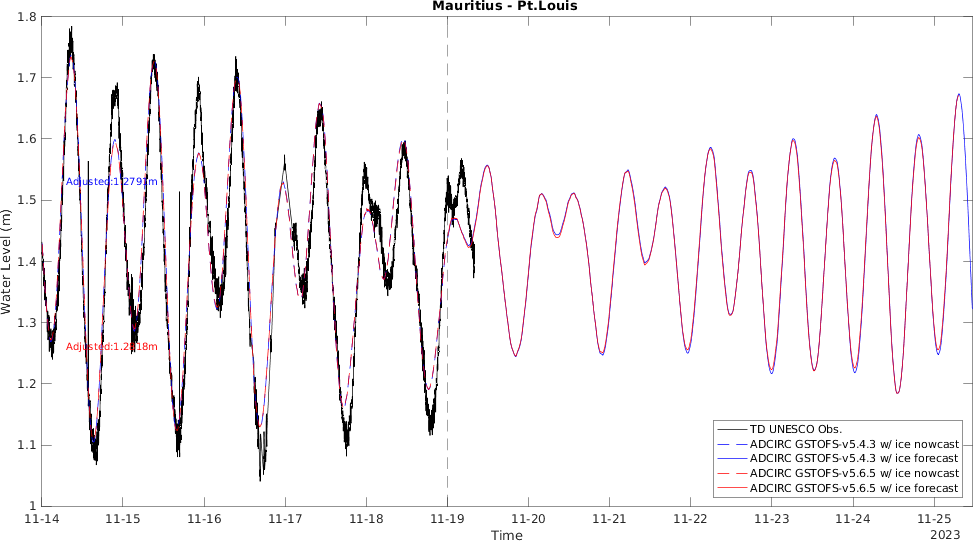 Mauritius - Pt.Louis
Water Level (m)
1.8
1.7
1.6
1.5
1.4
1.3
1.2
1.1
1
Adjusted:1.2791m
Adjusted:1.2818m
TD UNESCO Obs.
ADCIRC GSTOFS-v5.4.3 w/ ice nowcast
ADCIRC GSTOFS-v5.4.3 w/ ice forecast
ADCIRC GSTOFS-v5.6.5 w/ ice nowcast
ADCIRC GSTOFS-v5.6.5 w/ ice forecast
11-14 11-15 11-16 11-17 11-18 11-19 11-20 11-21 11-22 11-23 11-24 11-25
Time
2023